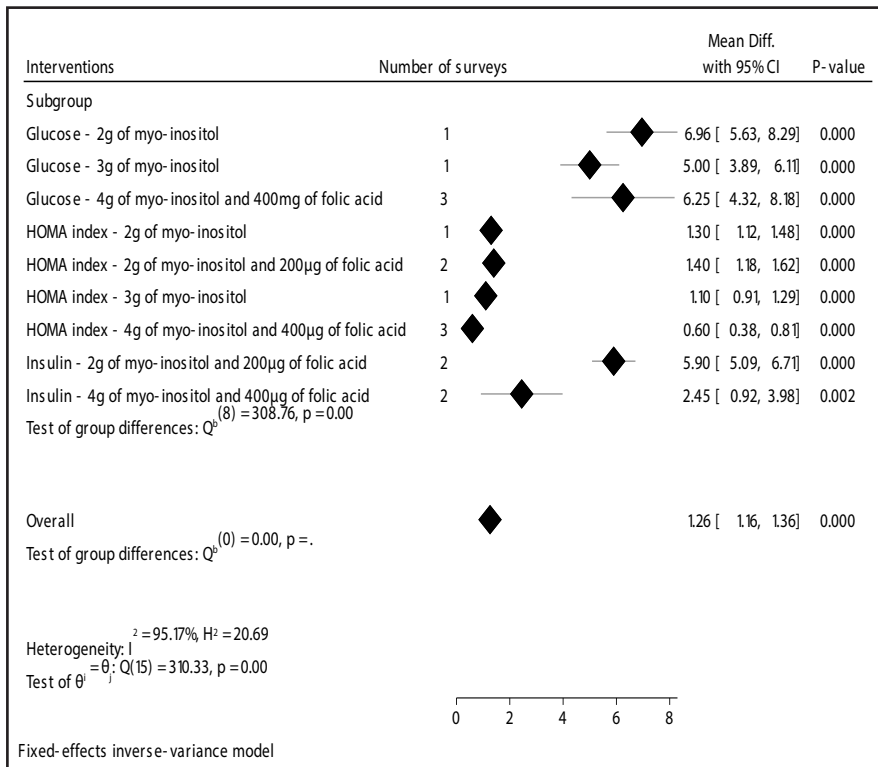 Mean Diff.
Interventions Number of surveys with 95% CI P-value
Subgroup
Glucose - 2g of myo-inositol 1 6.96 [ 5.63, 8.29] 0.000
Glucose - 3g of myo-inositol 1 5.00 [ 3.89, 6.11] 0.000
Glucose - 4g of myo-inositol and 400mg of folic acid 3 6.25 [ 4.32, 8.18] 0.000
HOMA index - 2g of myo-inositol 1 1.30 [ 1.12, 1.48] 0.000
HOMA index - 2g of myo-inositol and 200µg of folic acid 2 1.40 [ 1.18, 1.62] 0.000
HOMA index - 3g of myo-inositol 1 1.10 [ 0.91, 1.29] 0.000
HOMA index - 4g of myo-inositol and 400µg of folic acid 3 0.60 [ 0.38, 0.81] 0.000
Insulin - 2g of myo-inositol and 200µg of folic acid 2 5.90 [ 5.09, 6.71] 0.000
Insulin - 4g of myo-inositol and 400µg of folic acid 2 2.45 [ 0.92, 3.98] 0.002
Test of group differences: Qᵇ(8) = 308.76, p = 0.00
Overall 1.26 [ 1.16, 1.36] 0.000
Test of group differences: Qᵇ(0) = 0.00, p = .
Heterogeneity: I² = 95.17%, H² = 20.69
Test of θⁱ = θⱼ: Q(15) = 310.33, p = 0.00
0 2 4 6 8
Fixed-effects inverse-variance model